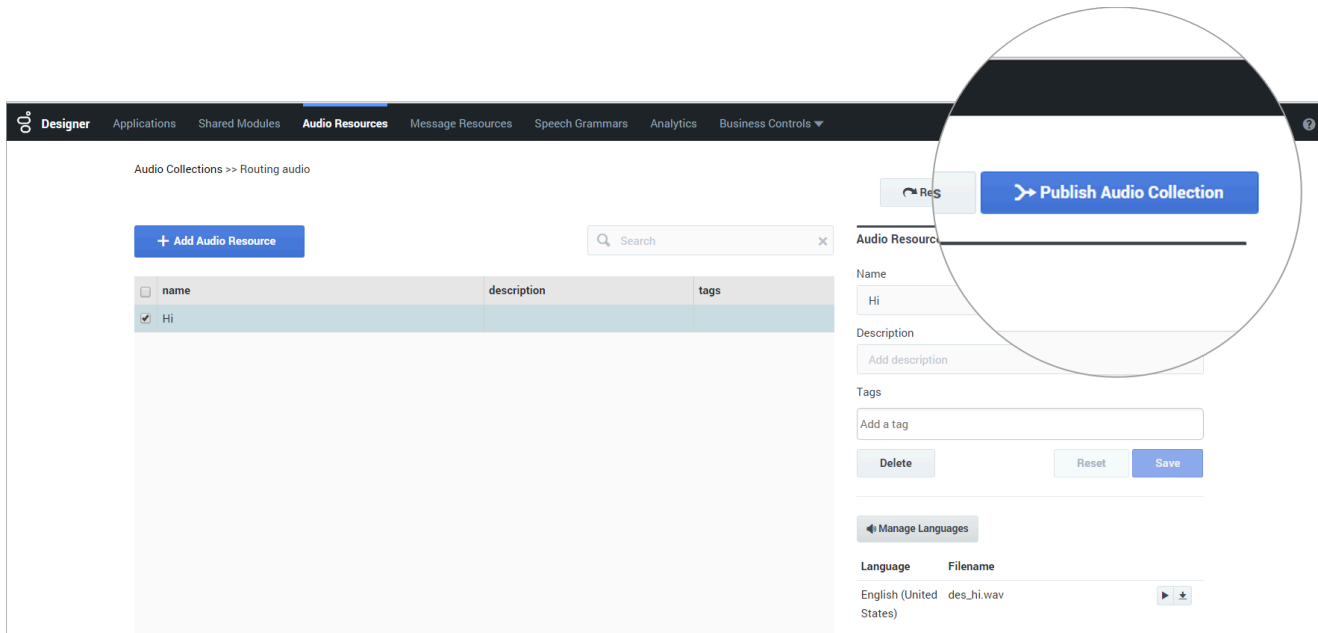 Designer Applications Shared Modules Audio Resources Message Resources Speech Grammars Analytics Business Controls
Audio Collections >> Routing audio
Publish Audio Collection
+ Add Audio Resource
Search
name description tags
Hi
Audio Resourc
Name
Hi
Description
Add description
Tags
Add a tag
Delete Reset Save
Manage Languages
Language Filename
English (United des_hi.wav
States)